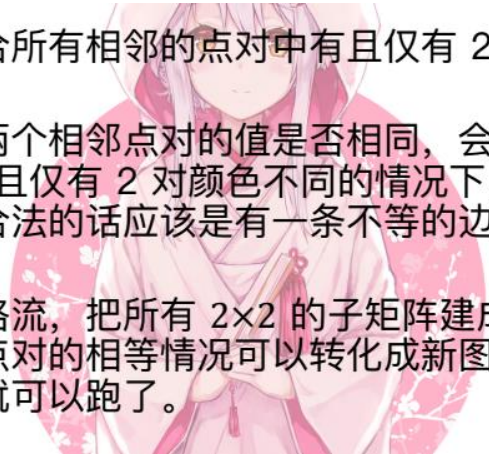 合所有相邻的点对中有且仅有 2
两个相邻点对的值是否相同，会
且仅有 2 对颜色不同的情况下
合法的话应该是有一条不等的边
络流，把所有 2×2 的子矩阵建成
点对的相等情况可以转化成新图
就可以跑了。